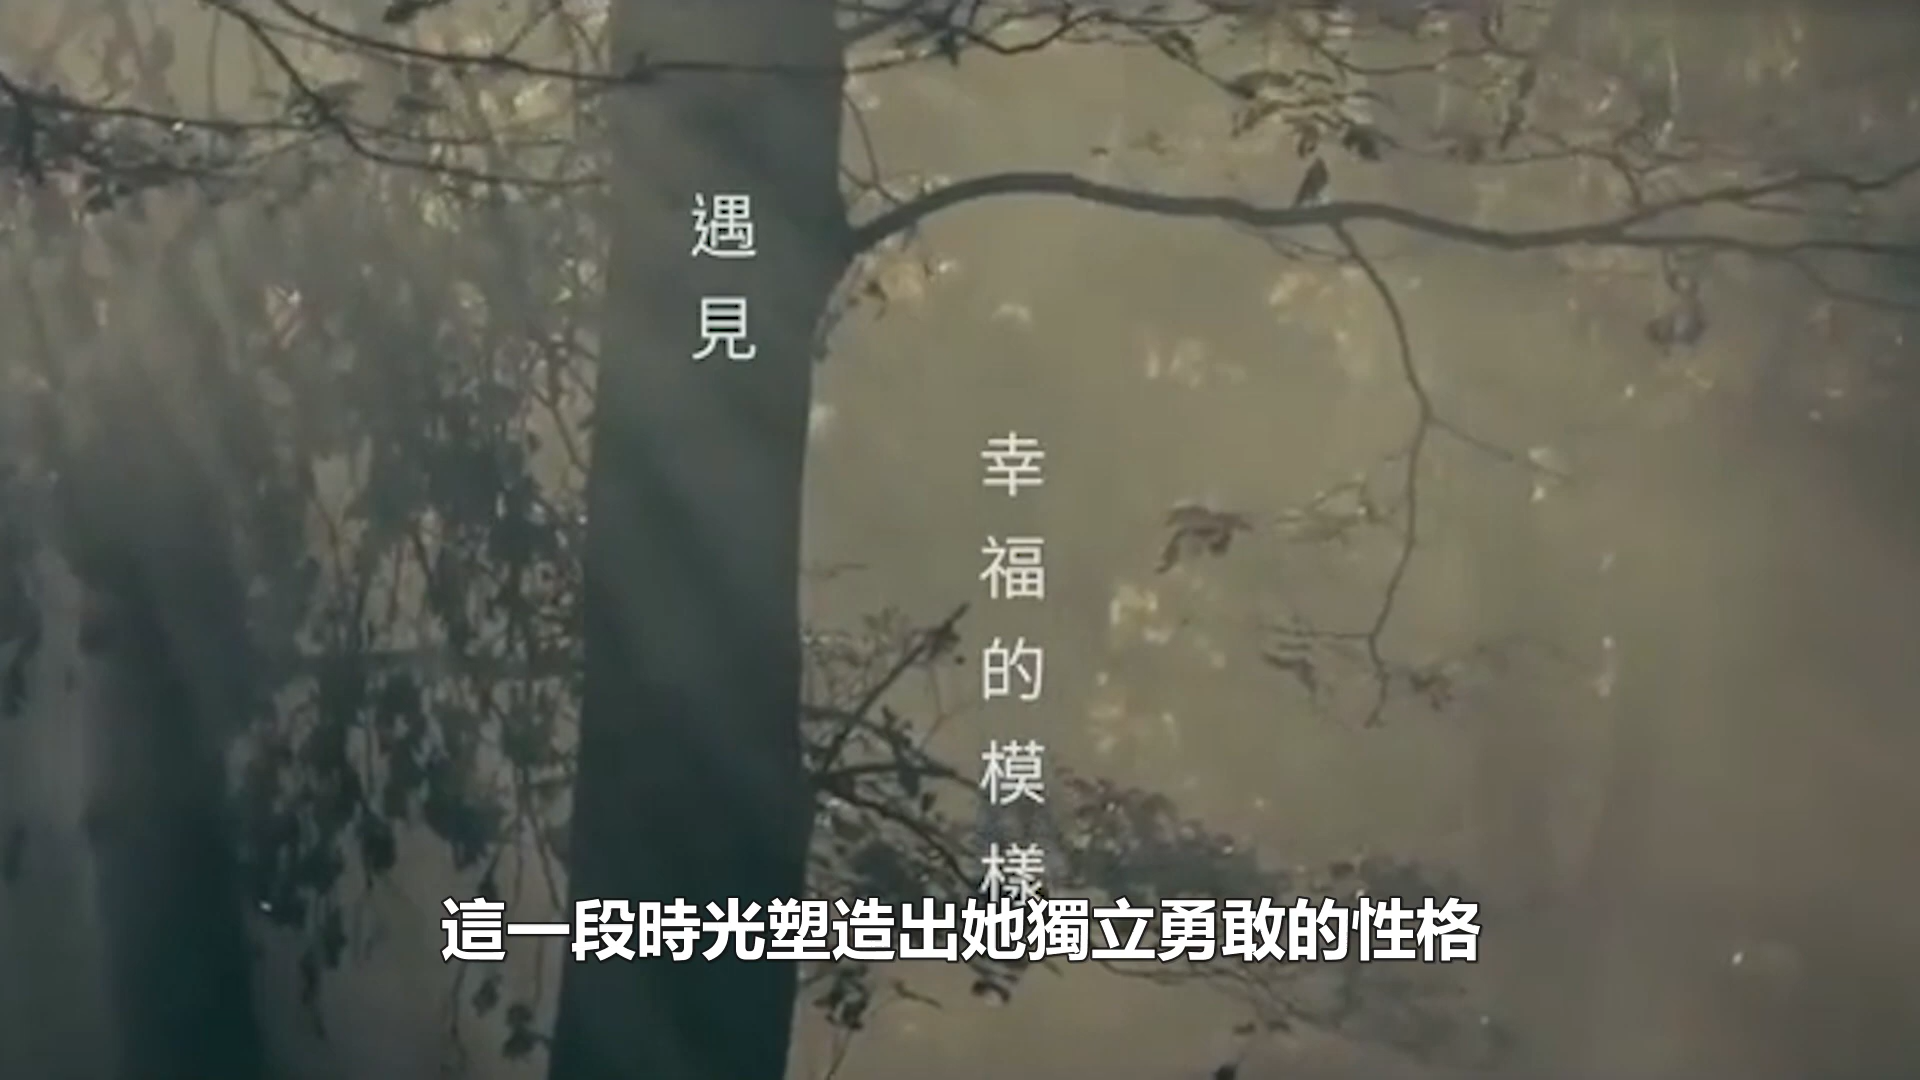 遇見
幸福的模樣
這一段時光塑造出她獨立勇敢的性格